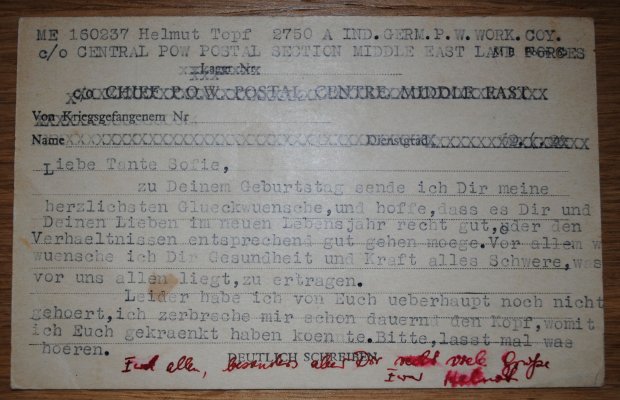 ME 160237 Helmut Topf 2750 A IND.GERM.P.W.WORK.COY.
c/o CENTRAL POW POSTAL SECTION MIDDLE EAST LAND FORCES
Lager Nr.
c/o CHIEF P.O.W. POSTAL CENTRE MIDDLE EAST
Von Kriegsgefangenem Nr
Name Dienstgrad
Liebe Tante Sofie,
zu Deinem Geburtstag sende ich Dir meine
herzlichsten Glueckwuensche,und hoffe,dass es Dir und
Deinen Lieben im neuen Lebensjahr recht gut,oder den
Verhaeltnissen entsprechend gut gehen moege.Vor allem w
wuensche ich Dir Gesundheit und Kraft alles Schwere,was
vor uns allen liegt,zu ertragen.
Leider habe ich von Euch ueberhaupt noch nicht
gehoert,ich zerbreche mir schon dauernd den Kopf,womit
ich Euch gekraenkt haben koennte.Bitte,lasst mal was
hoeren.
DEUTLICH SCHREIBEN
Euch allen, besonders aber Dir recht viele Grüße
Euer Helmut